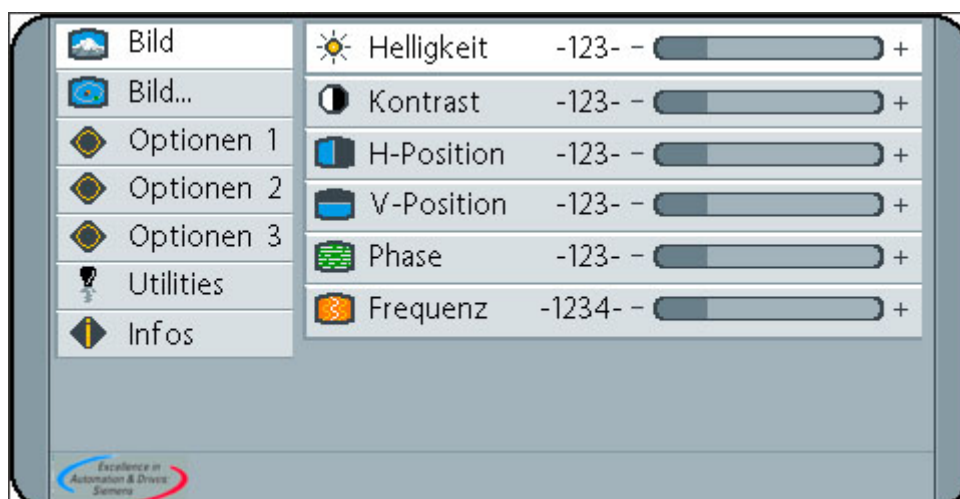 Bild
Bild...
Optionen 1
Optionen 2
Optionen 3
Utilities
Infos
Helligkeit -123- - +
Kontrast -123- - +
H-Position -123- - +
V-Position -123- - +
Phase -123- - +
Frequenz -1234- - +
Excellence in
Automation & Drives:
Siemens